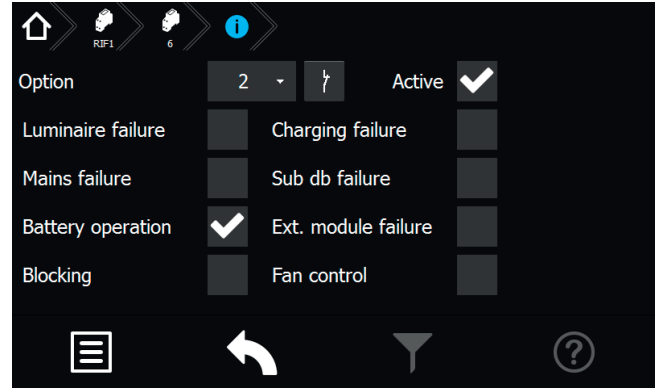 RIF1 6 i
Option 2 Active
Luminaire failure Charging failure
Mains failure Sub db failure
Battery operation Ext. module failure
Blocking Fan control
?